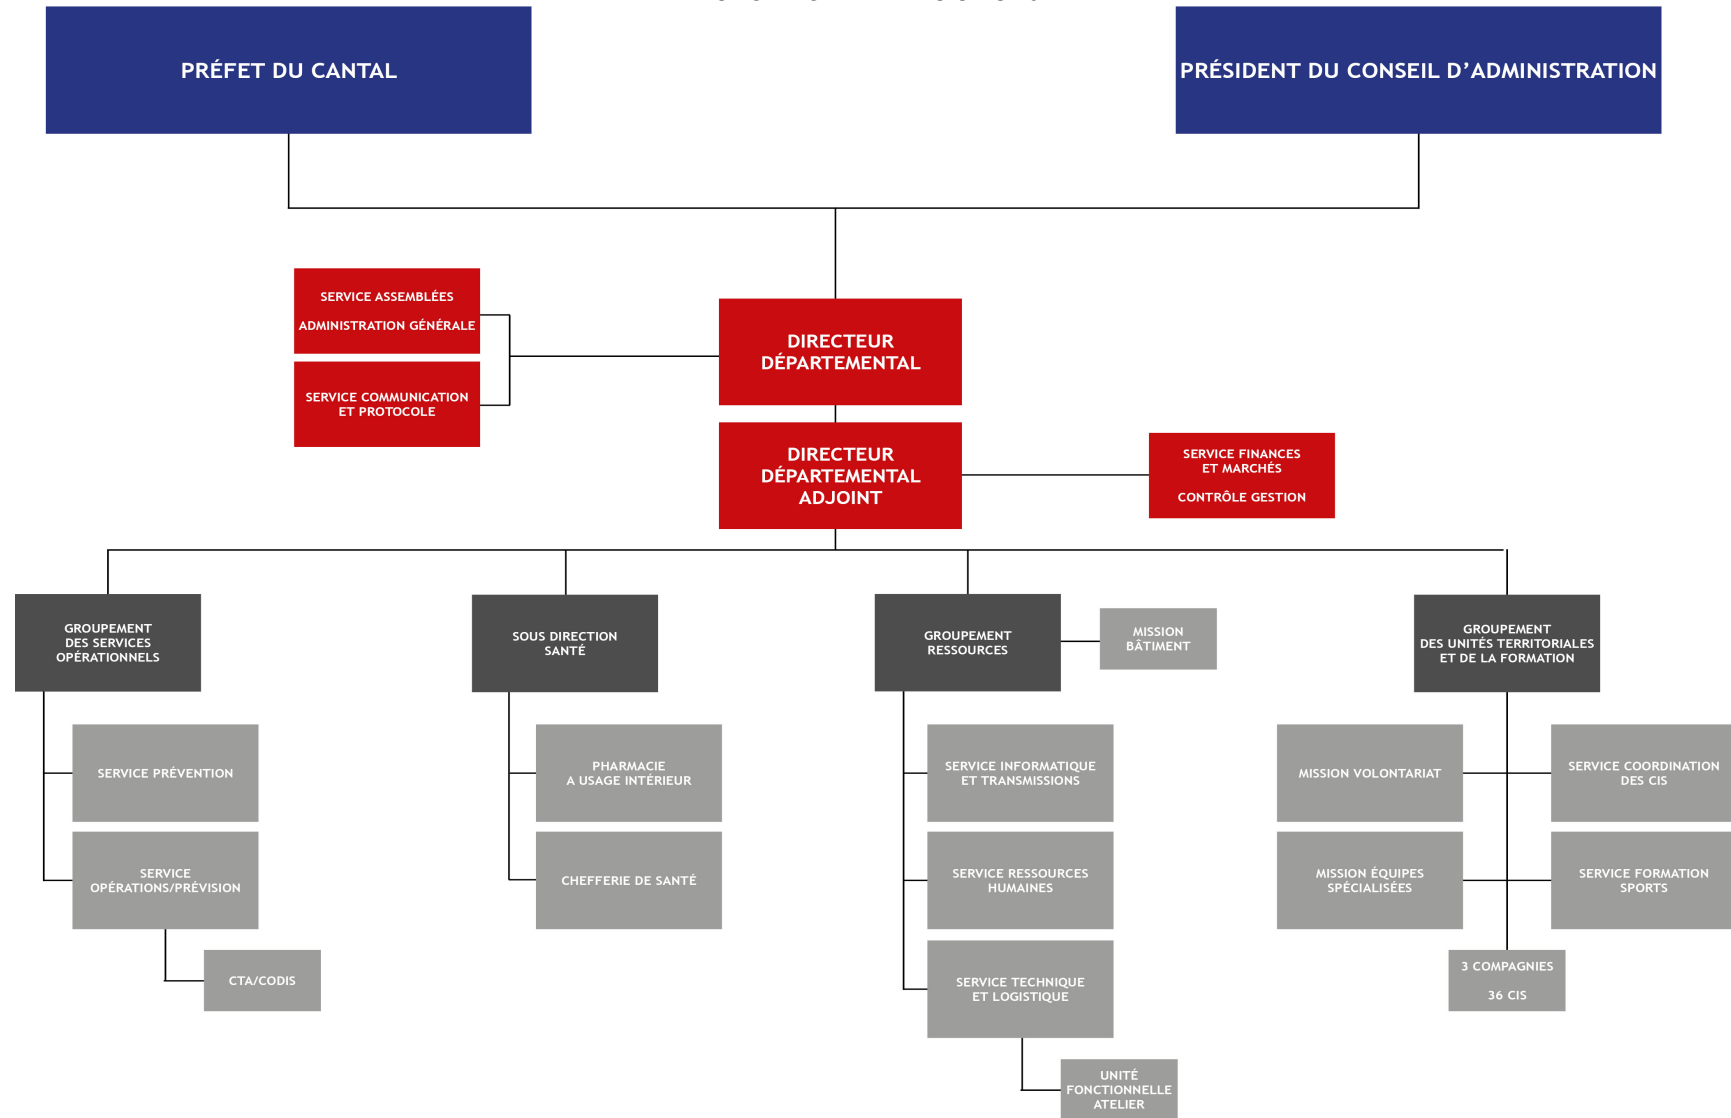 PRÉFET DU CANTAL
PRÉSIDENT DU CONSEIL D’ADMINISTRATION
SERVICE ASSEMBLÉES
ADMINISTRATION GÉNÉRALE
SERVICE COMMUNICATION
ET PROTOCOLE
DIRECTEUR
DÉPARTEMENTAL
DIRECTEUR
DÉPARTEMENTAL
ADJOINT
SERVICE FINANCES
ET MARCHÉS
CONTRÔLE GESTION
GROUPEMENT
DES SERVICES
OPÉRATIONNELS
SOUS DIRECTION
SANTÉ
GROUPEMENT
RESSOURCES
MISSION
BÂTIMENT
GROUPEMENT
DES UNITÉS TERRITORIALES
ET DE LA FORMATION
SERVICE PRÉVENTION
PHARMACIE
A USAGE INTÉRIEUR
SERVICE INFORMATIQUE
ET TRANSMISSIONS
MISSION VOLONTARIAT
SERVICE COORDINATION
DES CIS
SERVICE
OPÉRATIONS/PRÉVISION
CHEFFERIE DE SANTÉ
SERVICE RESSOURCES
HUMAINES
MISSION ÉQUIPES
SPÉCIALISÉES
SERVICE FORMATION
SPORTS
CTA/CODIS
SERVICE TECHNIQUE
ET LOGISTIQUE
3 COMPAGNIES
36 CIS
UNITÉ
FONCTIONNELLE
ATELIER